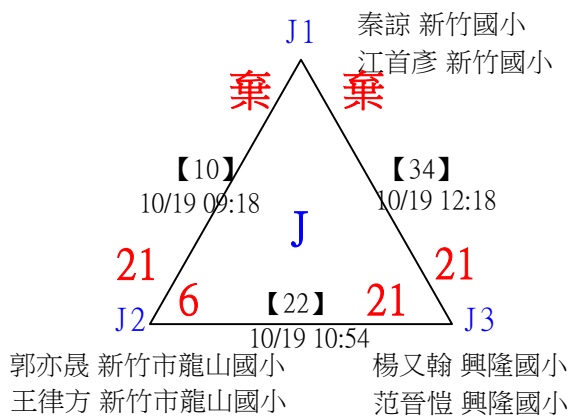 J1
秦諒 新竹國小
江首彥 新竹國小
棄 棄
【10】 【34】
10/19 09:18 10/19 12:18
J
21 21
6 【22】 21
J2 J3
10/19 10:54
郭亦晟 新竹市龍山國小 楊又翰 興隆國小
王律方 新竹市龍山國小 范晉愷 興隆國小